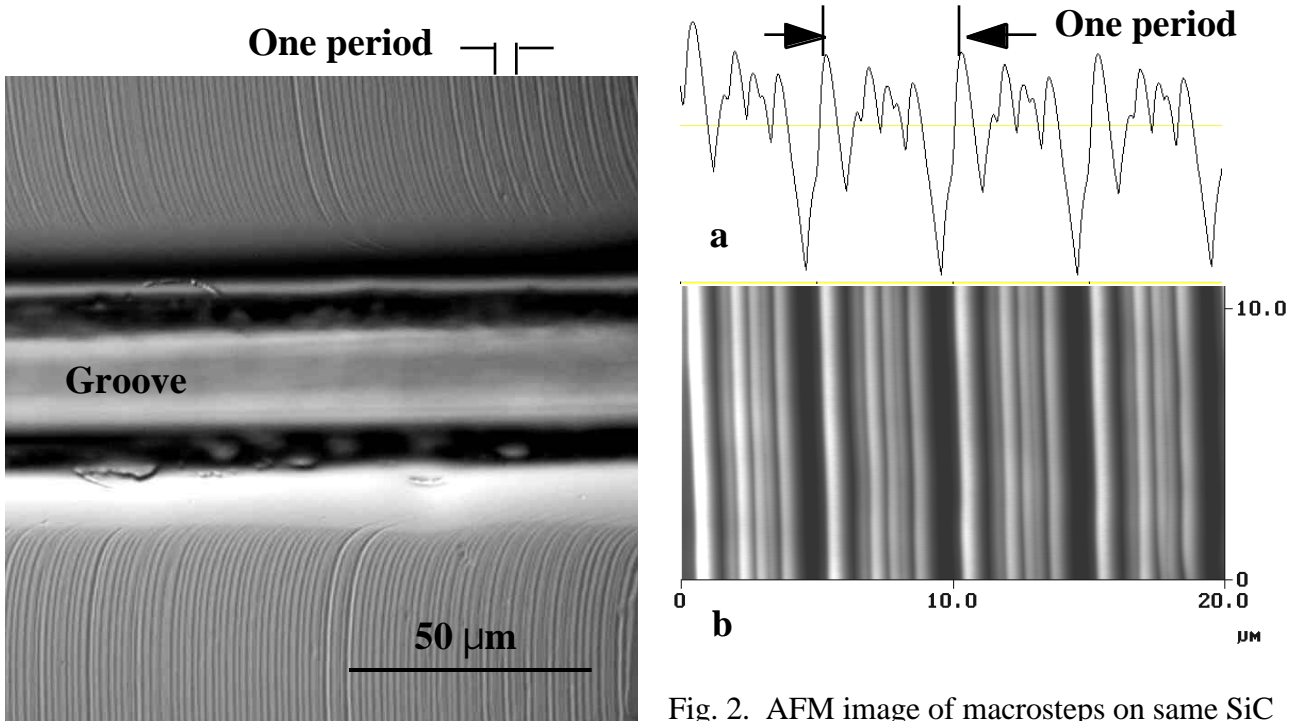 One period
Groove
50 μm
One period
a
10.0
0
0 10.0 20.0
μM
b
Fig. 2. AFM image of macrosteps on same SiC